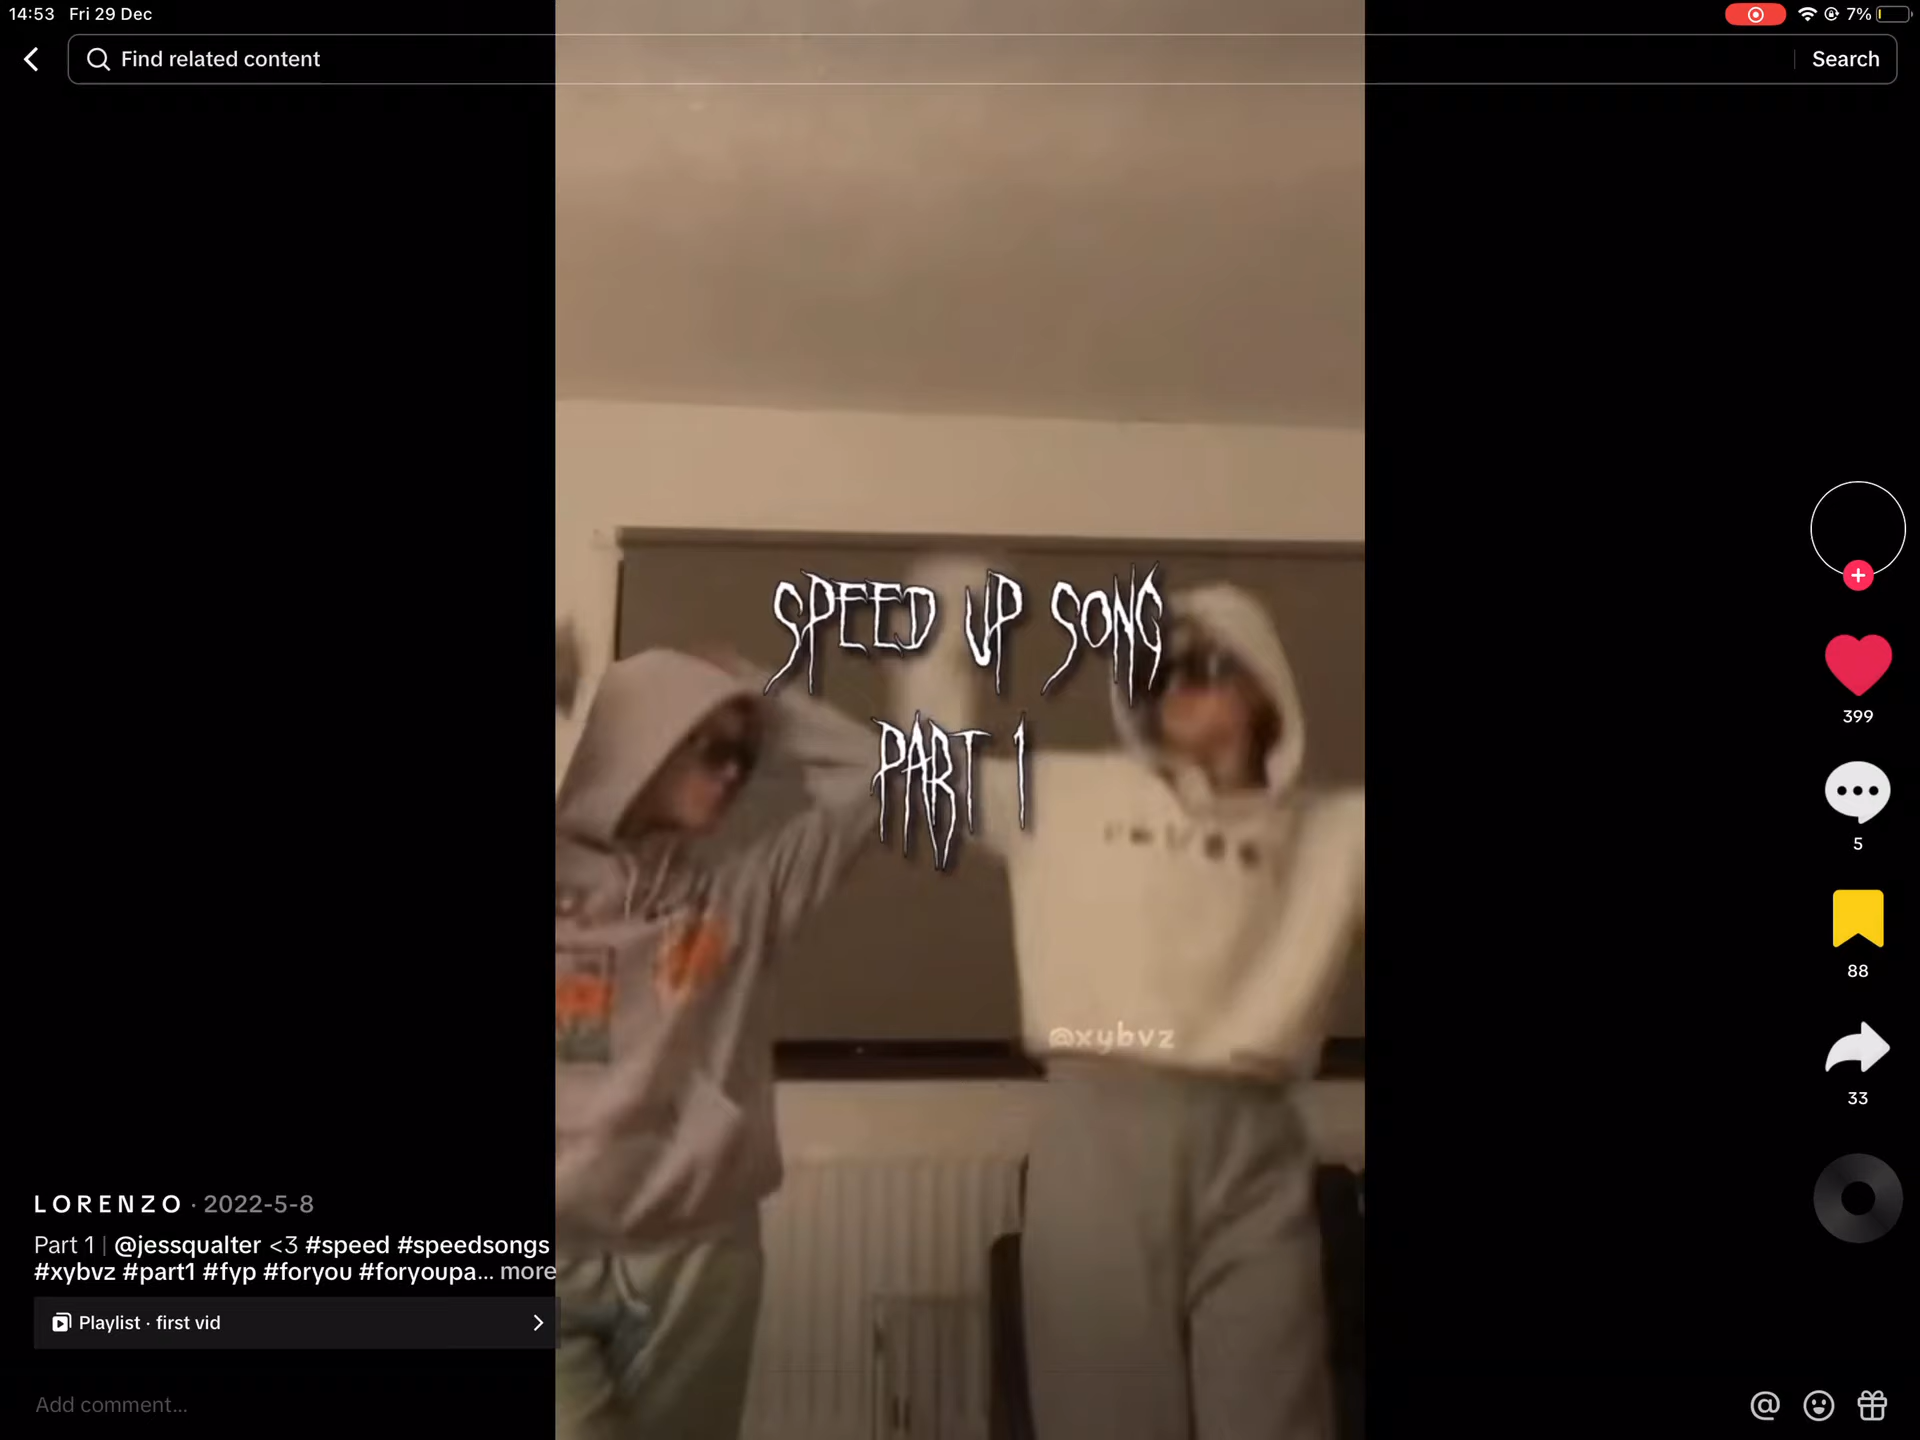 14:53 Fri 29 Dec
7%
Find related content
Search
SPEED UP SONG
PART 1
@xybvz
399
5
88
33
LORENZO · 2022-5-8
Part 1 | @jessqualter <3 #speed #speedsongs
#xybvz #part1 #fyp #foryou #foryoupa... more
Playlist · first vid
Add comment...